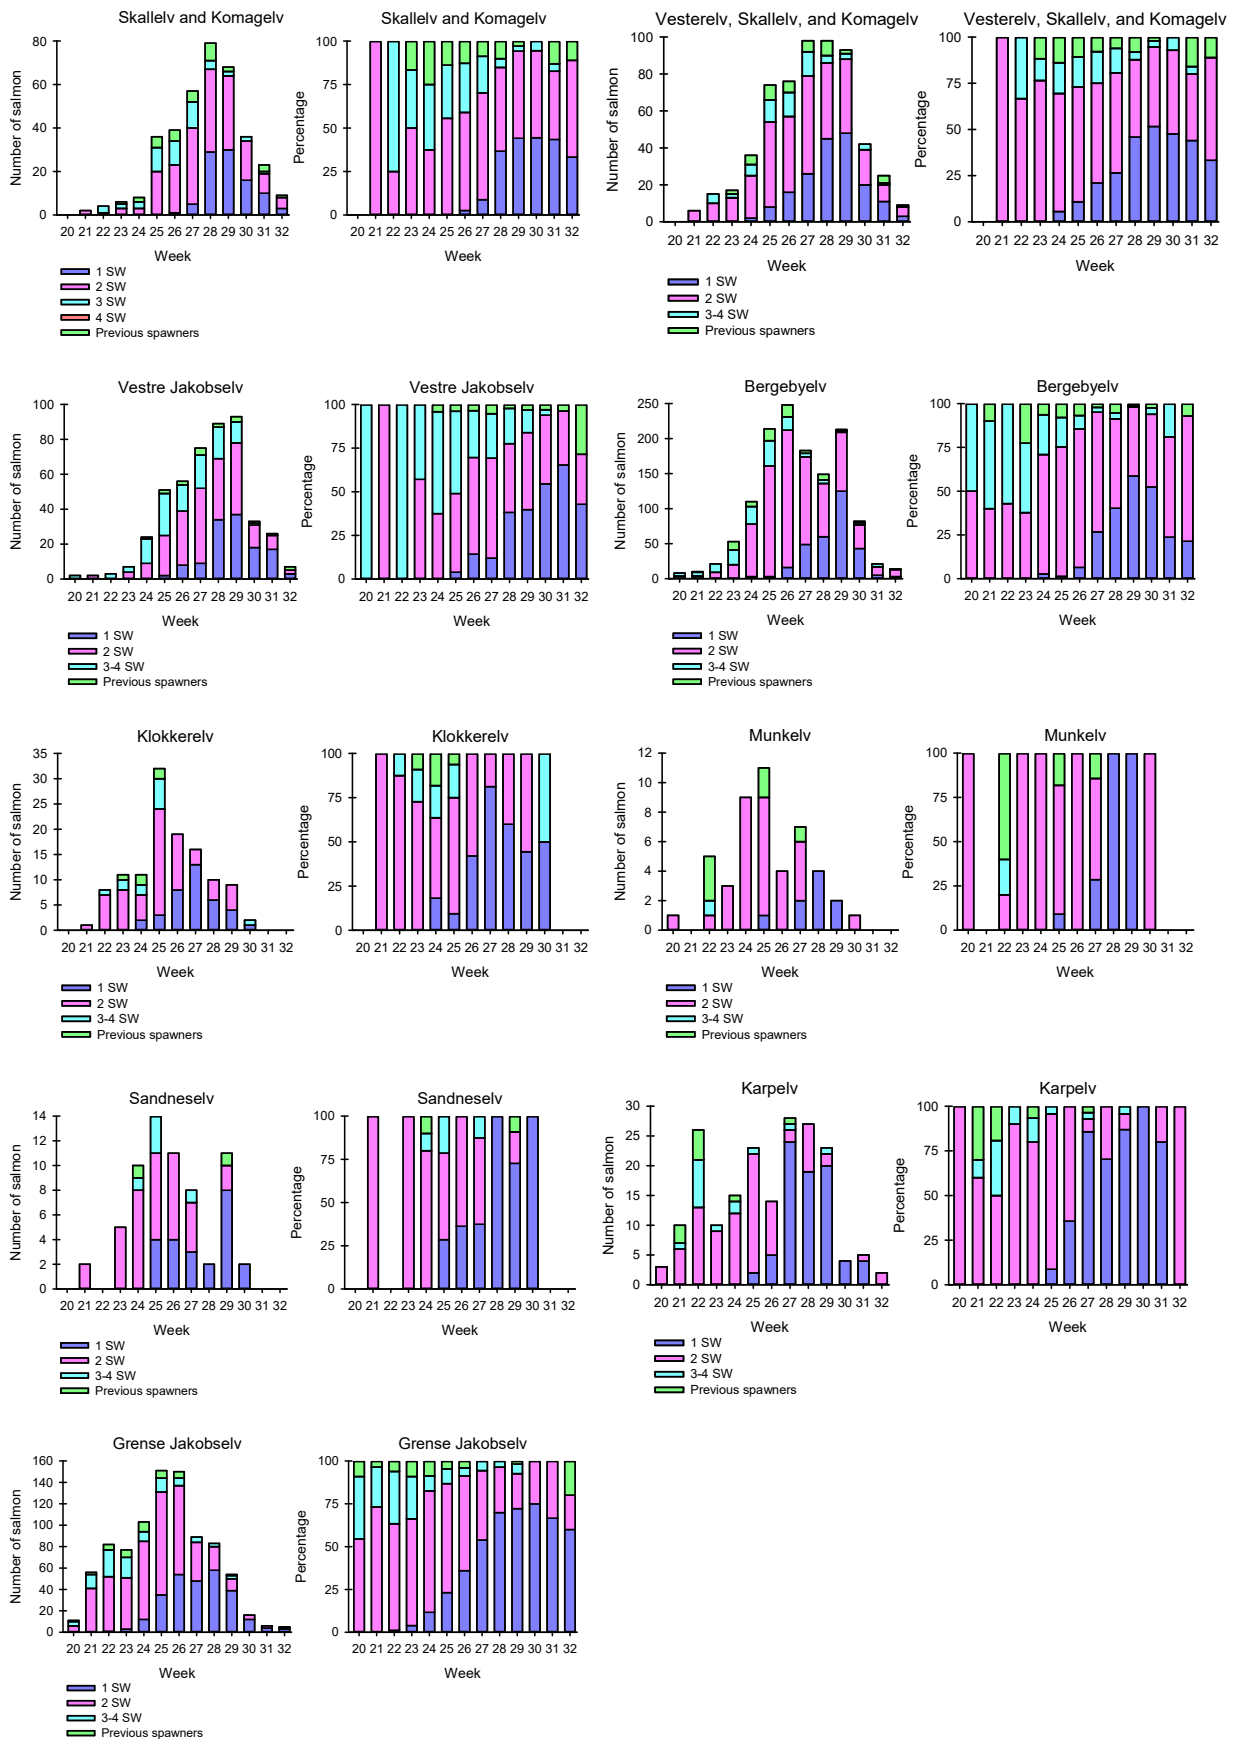 Skallelv and Komagelv
Number of salmon
80
60
40
20
0
20 21 22 23 24 25 26 27 28 29 30 31 32
Week
1 SW
2 SW
3 SW
4 SW
Previous spawners
Skallelv and Komagelv
Percentage
100
75
50
25
0
20 21 22 23 24 25 26 27 28 29 30 31 32
Week
Vesterelv, Skallelv, and Komagelv
Number of salmon
100
80
60
40
20
0
20 21 22 23 24 25 26 27 28 29 30 31 32
Week
1 SW
2 SW
3-4 SW
Previous spawners
Vesterelv, Skallelv, and Komagelv
Percentage
100
75
50
25
0
20 21 22 23 24 25 26 27 28 29 30 31 32
Week
Vestre Jakobselv
Number of salmon
100
80
60
40
20
0
20 21 22 23 24 25 26 27 28 29 30 31 32
Week
1 SW
2 SW
3-4 SW
Previous spawners
Vestre Jakobselv
Percentage
100
75
50
25
0
20 21 22 23 24 25 26 27 28 29 30 31 32
Week
Bergebyelv
Number of salmon
250
200
150
100
50
0
20 21 22 23 24 25 26 27 28 29 30 31 32
Week
1 SW
2 SW
3-4 SW
Previous spawners
Bergebyelv
Percentage
100
75
50
25
0
20 21 22 23 24 25 26 27 28 29 30 31 32
Week
Klokkerelv
Number of salmon
35
30
25
20
15
10
5
0
20 21 22 23 24 25 26 27 28 29 30 31 32
Week
1 SW
2 SW
3-4 SW
Previous spawners
Klokkerelv
Percentage
100
75
50
25
0
20 21 22 23 24 25 26 27 28 29 30 31 32
Week
Munkelv
Number of salmon
12
10
8
6
4
2
0
20 21 22 23 24 25 26 27 28 29 30 31 32
Week
1 SW
2 SW
3-4 SW
Previous spawners
Munkelv
Percentage
100
75
50
25
0
20 21 22 23 24 25 26 27 28 29 30 31 32
Week
Sandneselv
Number of salmon
14
12
10
8
6
4
2
0
20 21 22 23 24 25 26 27 28 29 30 31 32
Week
1 SW
2 SW
3-4 SW
Previous spawners
Sandneselv
Percentage
100
75
50
25
0
20 21 22 23 24 25 26 27 28 29 30 31 32
Week
Karpelv
Number of salmon
30
25
20
15
10
5
0
20 21 22 23 24 25 26 27 28 29 30 31 32
Week
1 SW
2 SW
3-4 SW
Previous spawners
Karpelv
Percentage
100
75
50
25
0
20 21 22 23 24 25 26 27 28 29 30 31 32
Week
Grense Jakobselv
Number of salmon
160
140
120
100
80
60
40
20
0
20 21 22 23 24 25 26 27 28 29 30 31 32
Week
1 SW
2 SW
3-4 SW
Previous spawners
Grense Jakobselv
Percentage
100
75
50
25
0
20 21 22 23 24 25 26 27 28 29 30 31 32
Week